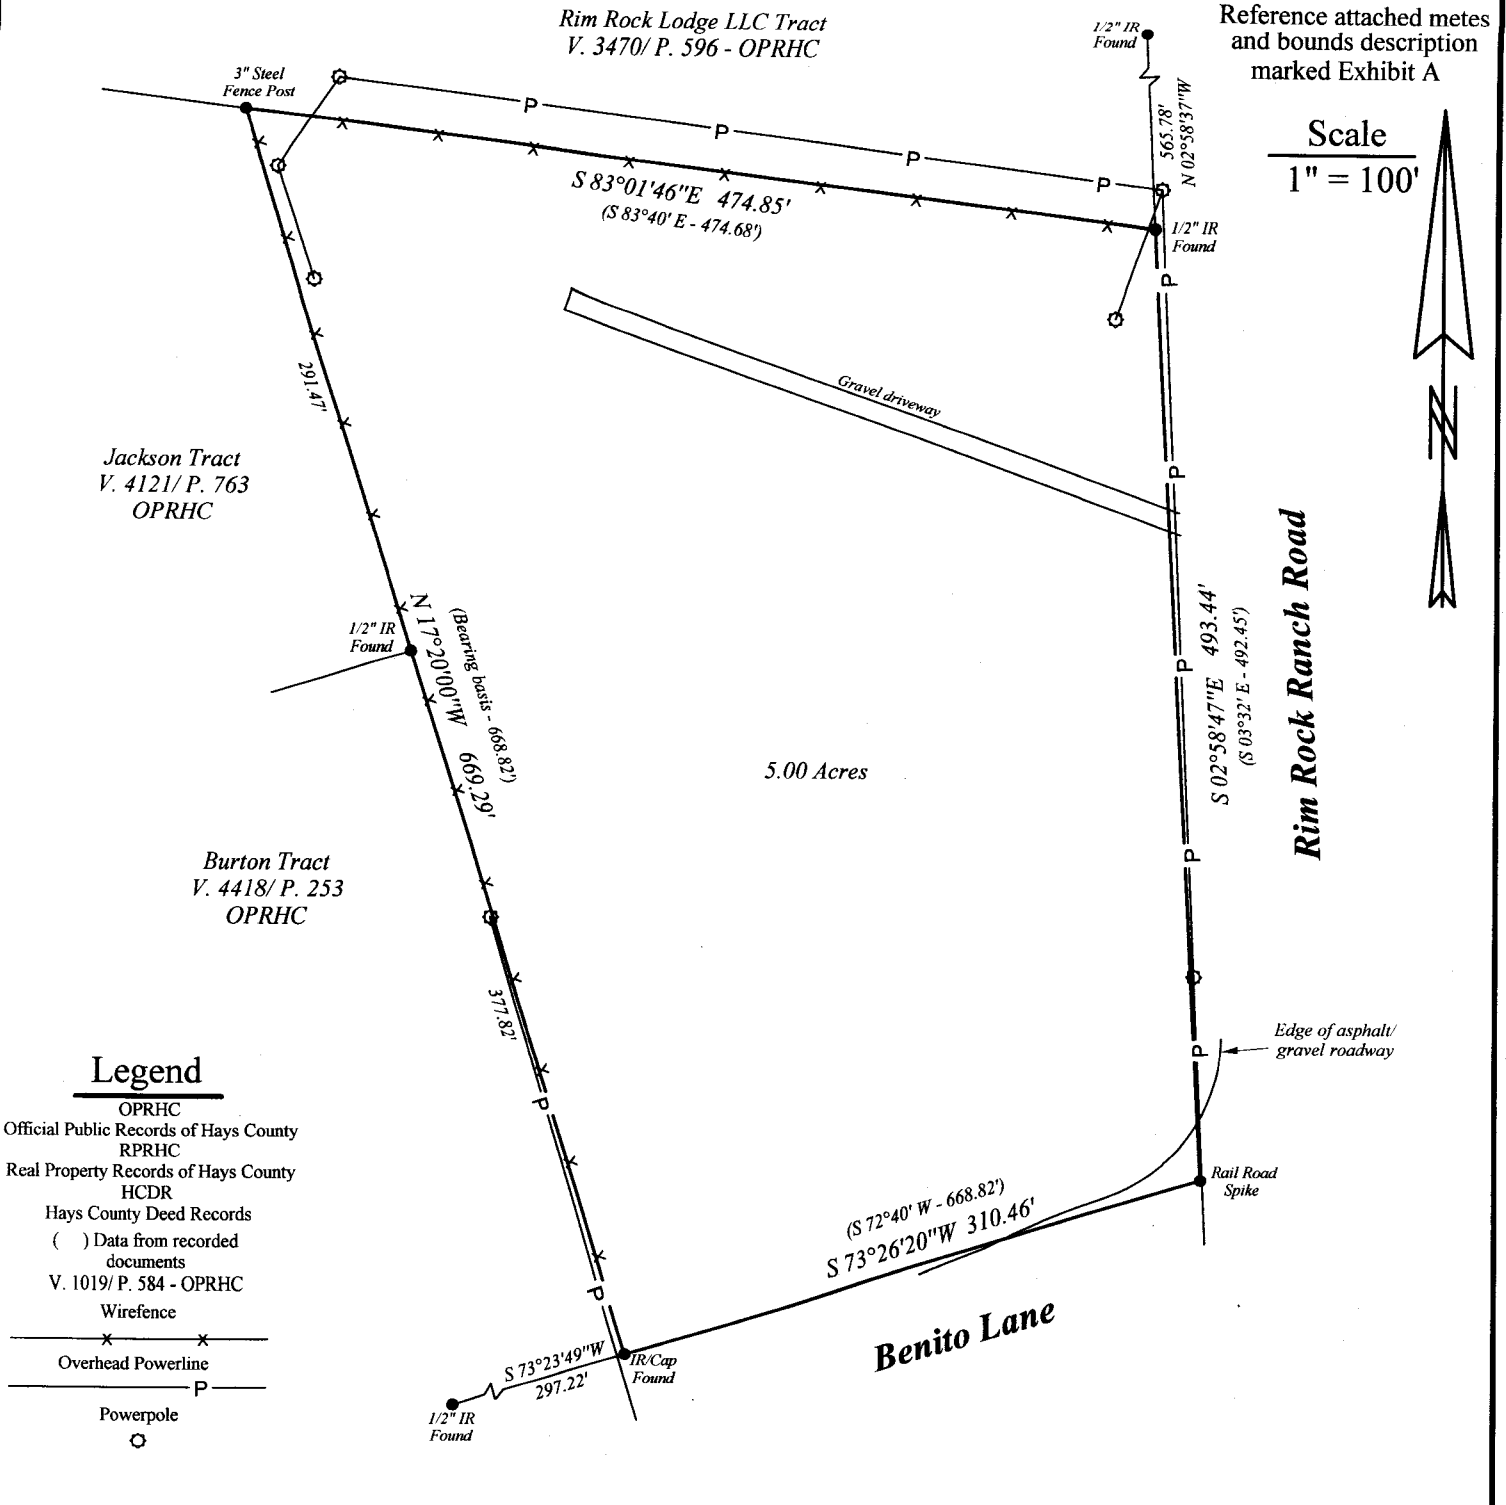 Rim Rock Lodge LLC Tract
V. 3470/ P. 596 - OPRHC
1/2" IR
Found
Reference attached metes
and bounds description
marked Exhibit A
Scale
1" = 100'
3" Steel
Fence Post
P
P
P
P
565.78'
N 02°58'37"W
S 83°01'46"E 474.85'
(S 83°40' E - 474.68')
1/2" IR
Found
P
N
291.47'
Gravel driveway
P
Jackson Tract
V. 4121/ P. 763
OPRHC
1/2" IR
Found
N 17°20'00"W 669.29'
(Bearing basis - 668.82')
P
S 02°58'47"E 493.44'
(S 03°32' E - 492.45')
Rim Rock Ranch Road
5.00 Acres
P
Burton Tract
V. 4418/ P. 253
OPRHC
377.82'
P
Edge of asphalt/
gravel roadway
P
Rail Road
Spike
(S 72°40' W - 668.82')
S 73°26'20"W 310.46'
P
Benito Lane
S 73°23'49"W
297.22'
IR/Cap
Found
1/2" IR
Found
Legend
OPRHC
Official Public Records of Hays County
RPRHC
Real Property Records of Hays County
HCDR
Hays County Deed Records
( ) Data from recorded
documents
V. 1019/ P. 584 - OPRHC
Wirefence
x x
Overhead Powerline
P
Powerpole